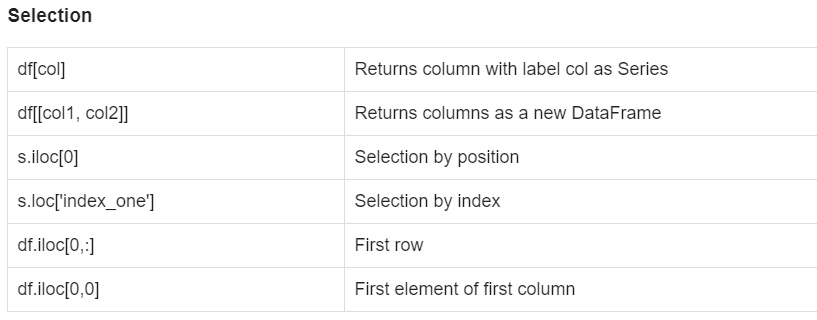 Selection
df[col] Returns column with label col as Series
df[[col1, col2]] Returns columns as a new DataFrame
s.iloc[0] Selection by position
s.loc['index_one'] Selection by index
df.iloc[0,:] First row
df.iloc[0,0] First element of first column